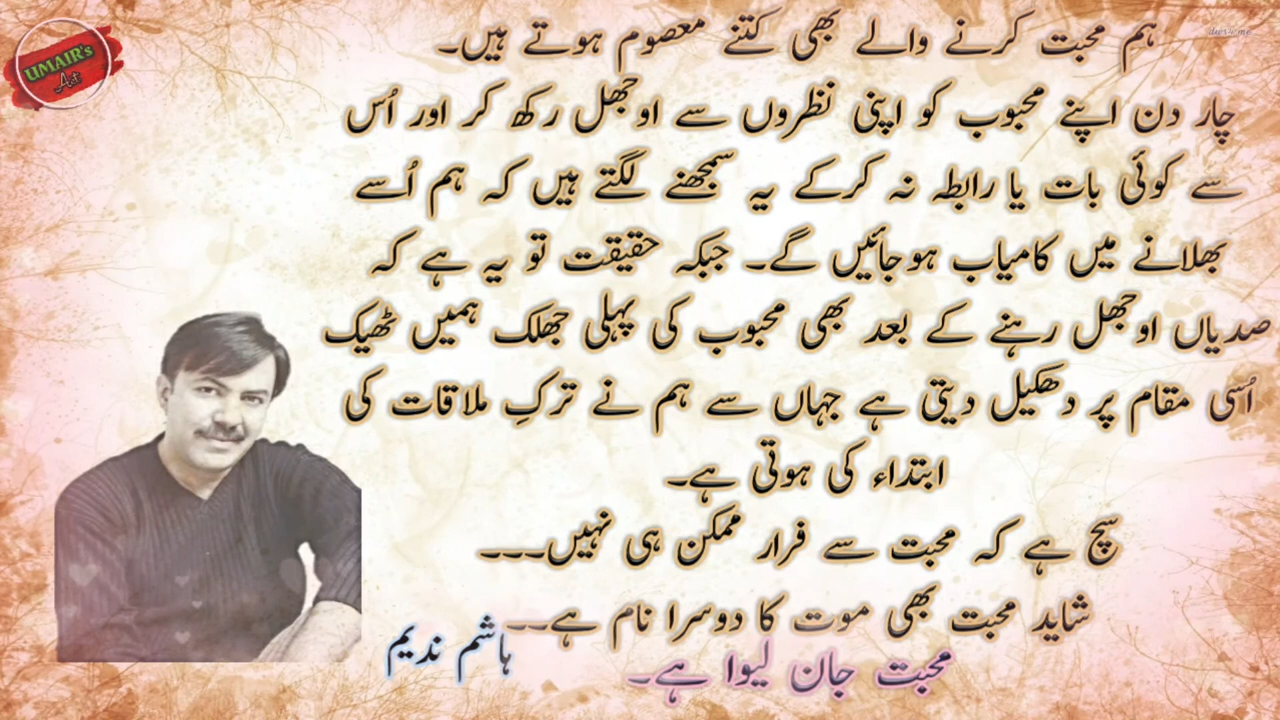 UMAIR's
Art
ہم محبت کرنے والے بھی کتنے معصوم ہوتے ہیں۔
چار دن اپنے محبوب کو اپنی نظروں سے اوجھل رکھ کر اور اُس
سے کوئی بات یا رابطہ نہ کرکے یہ سمجھنے لگتے ہیں کہ ہم اُسے
بھلانے میں کامیاب ہوجائیں گے۔ جبکہ حقیقت تو یہ ہے کہ
صدیاں اوجھل رہنے کے بعد بھی محبوب کی پہلی جھلک ہمیں ٹھیک
اُسی مقام پر دھکیل دیتی ہے جہاں سے ہم نے ترکِ ملاقات کی
ابتداء کی ہوتی ہے۔
سچ ہے کہ محبت سے فرار ممکن ہی نہیں۔۔۔
شاید محبت بھی موت کا دوسرا نام ہے۔۔۔
ہاشم ندیم
محبت جان لیوا ہے۔